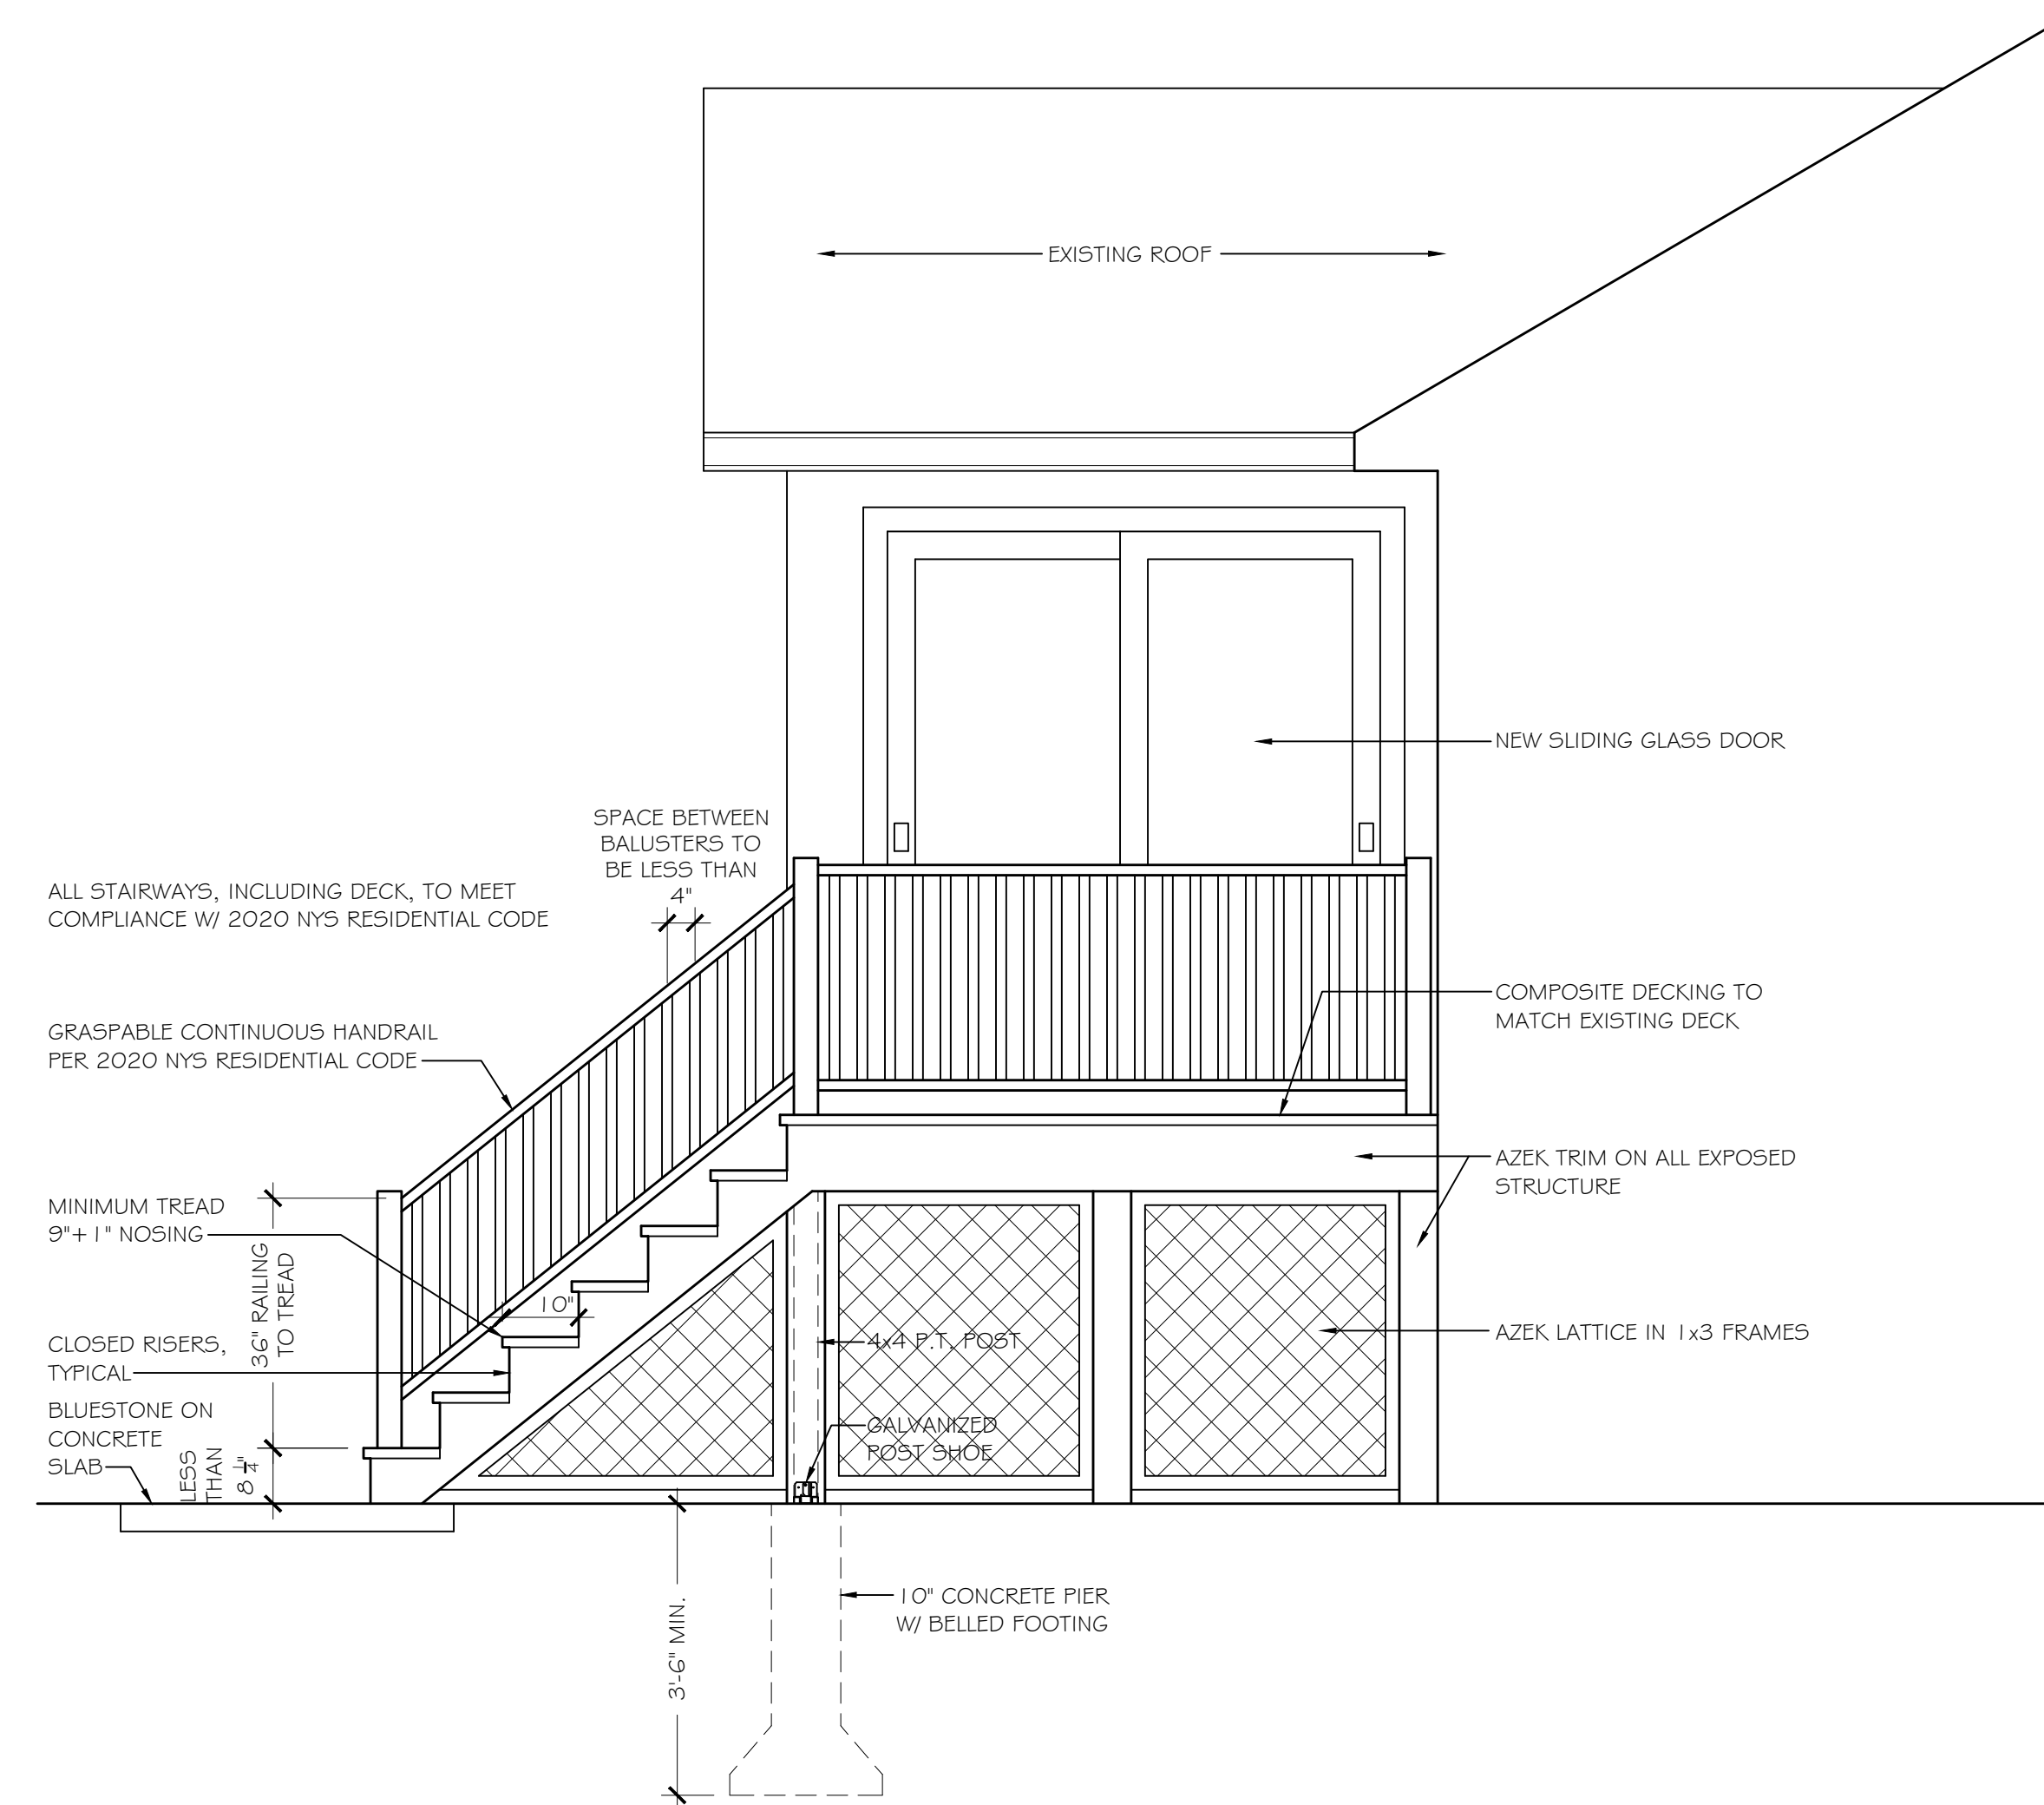 EXISTING ROOF
NEW SLIDING GLASS DOOR
SPACE BETWEEN
BALUSTERS TO
BE LESS THAN
4"
ALL STAIRWAYS, INCLUDING DECK, TO MEET
COMPLIANCE W/ 2020 NYS RESIDENTIAL CODE
COMPOSITE DECKING TO
MATCH EXISTING DECK
GRASPABLE CONTINUOUS HANDRAIL
PER 2020 NYS RESIDENTIAL CODE
AZEK TRIM ON ALL EXPOSED
STRUCTURE
MINIMUM TREAD
9"+1" NOSING
36" RAILING
TO TREAD
10"
CLOSED RISERS,
TYPICAL
4x4 P.T. POST
AZEK LATTICE IN 1x3 FRAMES
BLUESTONE ON
CONCRETE
SLAB
LESS
THAN
8 1/4"
GALVANIZED
POST SHOE
10" CONCRETE PIER
W/ BELLED FOOTING
3'-6" MIN.